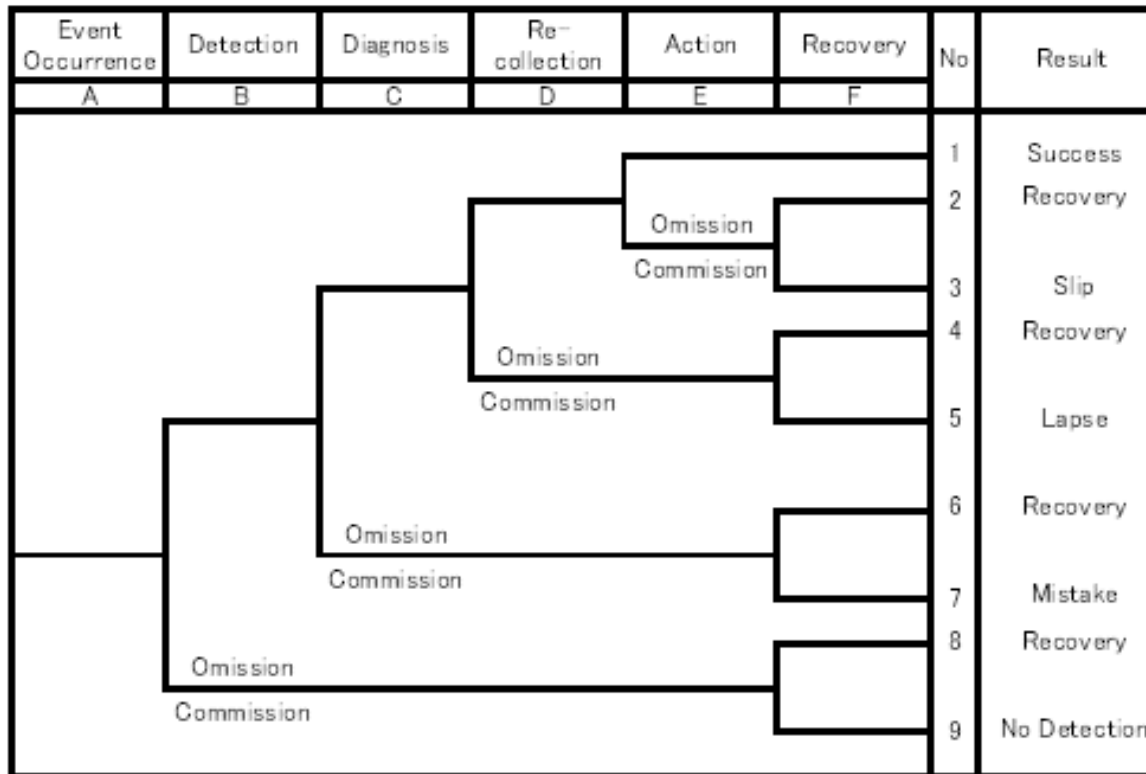 Event
Occurrence
Detection
Diagnosis
Re-
collection
Action
Recovery
No
Result
A
B
C
D
E
F
1
Success
2
Recovery
Omission
Commission
3
Slip
4
Recovery
Omission
Commission
5
Lapse
6
Recovery
Omission
Commission
7
Mistake
8
Recovery
Omission
Commission
9
No Detection